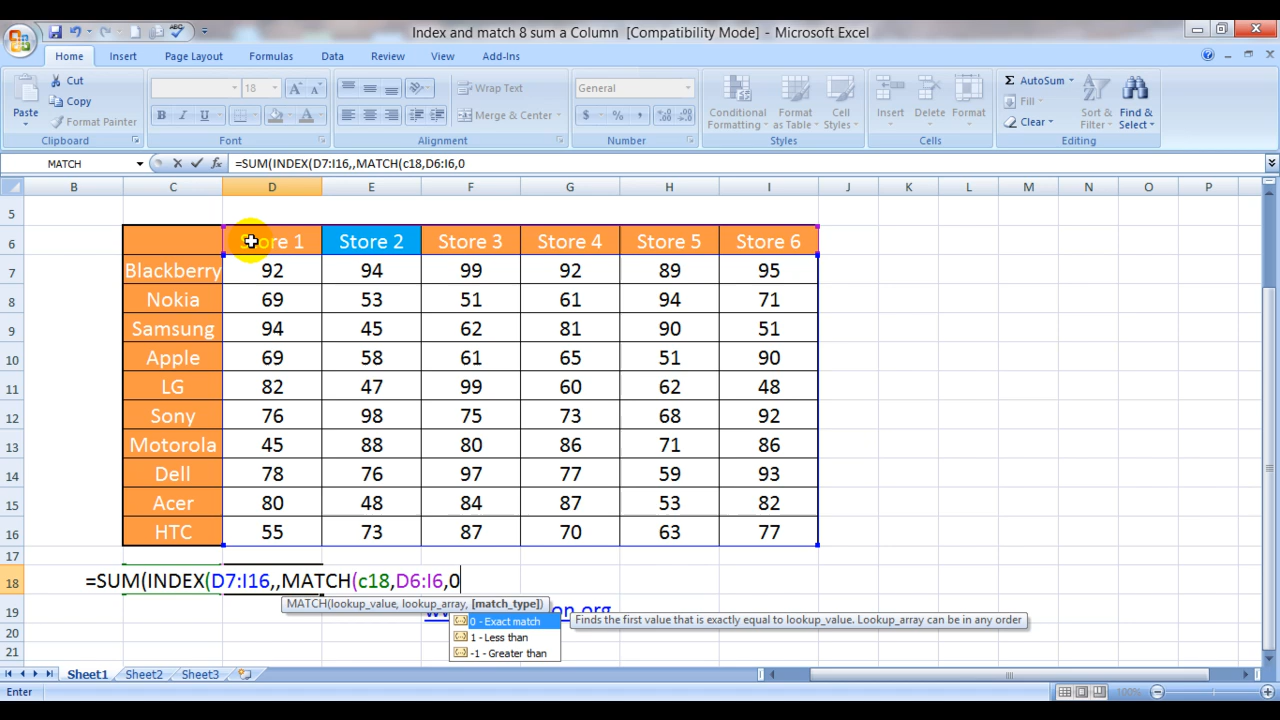 Index and match 8 sum a Column [Compatibility Mode] - Microsoft Excel
Home Insert Page Layout Formulas Data Review View Add-Ins
Cut
Copy
Format Painter
Paste
Clipboard
18
B I U
Font
Wrap Text
Merge & Center
Alignment
General
$ % ,
Number
Conditional Formatting
Format as Table
Cell Styles
Styles
Insert Delete Format
Cells
AutoSum
Fill
Clear
Sort & Filter
Find & Select
Editing
MATCH =SUM(INDEX(D7:I16,,MATCH(c18,D6:I6,0
B C D E F G H I J K L M N O P
5
6 Store 1 Store 2 Store 3 Store 4 Store 5 Store 6
7 Blackberry 92 94 99 92 89 95
8 Nokia 69 53 51 61 94 71
9 Samsung 94 45 62 81 90 51
10 Apple 69 58 61 65 51 90
11 LG 82 47 99 60 62 48
12 Sony 76 98 75 73 68 92
13 Motorola 45 88 80 86 71 86
14 Dell 78 76 97 77 59 93
15 Acer 80 48 84 87 53 82
16 HTC 55 73 87 70 63 77
17
18 =SUM(INDEX(D7:I16,,MATCH(c18,D6:I6,0
MATCH(lookup_value, lookup_array, [match_type])
19
0 - Exact match Finds the first value that is exactly equal to lookup_value. Lookup_array can be in any order
20 1 - Less than
21 -1 - Greater than
Sheet1 Sheet2 Sheet3
Enter 100%